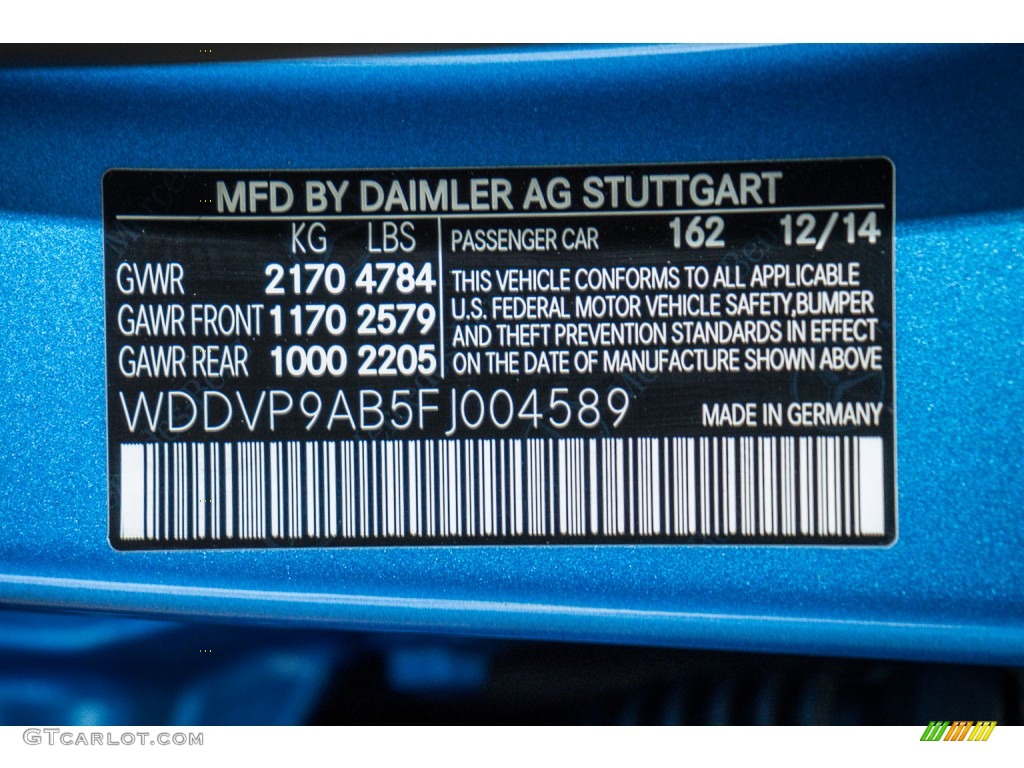 MFD BY DAIMLER AG STUTTGART
KG LBS
GVWR 2170 4784
GAWR FRONT 1170 2579
GAWR REAR 1000 2205
PASSENGER CAR 162 12/14
THIS VEHICLE CONFORMS TO ALL APPLICABLE
U.S. FEDERAL MOTOR VEHICLE SAFETY,BUMPER
AND THEFT PREVENTION STANDARDS IN EFFECT
ON THE DATE OF MANUFACTURE SHOWN ABOVE
WDDVP9AB5FJ004589
MADE IN GERMANY
GTCARLOT.COM